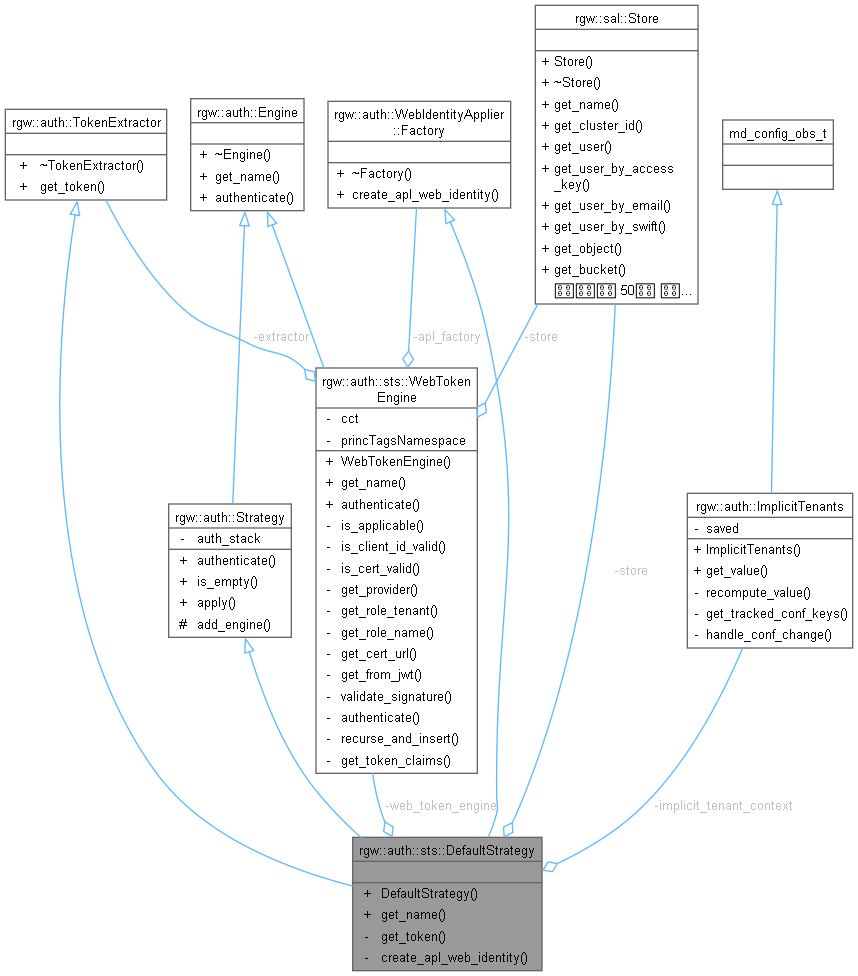 rgw::sal::Store
+ Store()
+ ~Store()
+ get_name()
+ get_cluster_id()
+ get_user()
+ get_user_by_access
_key()
+ get_user_by_email()
+ get_user_by_swift()
+ get_object()
+ get_bucket()
50 ...
rgw::auth::TokenExtractor
+ ~TokenExtractor()
+ get_token()
rgw::auth::Engine
+ ~Engine()
+ get_name()
+ authenticate()
rgw::auth::WebIdentityApplier
::Factory
+ ~Factory()
+ create_apl_web_identity()
md_config_obs_t
-extractor
-apl_factory
-store
rgw::auth::sts::WebToken
Engine
- cct
- princTagsNamespace
+ WebTokenEngine()
+ get_name()
+ authenticate()
- is_applicable()
- is_client_id_valid()
- is_cert_valid()
- get_provider()
- get_role_tenant()
- get_role_name()
- get_cert_url()
- get_from_jwt()
- validate_signature()
- authenticate()
- recurse_and_insert()
- get_token_claims()
rgw::auth::Strategy
- auth_stack
+ authenticate()
+ is_empty()
+ apply()
# add_engine()
-store
rgw::auth::ImplicitTenants
- saved
+ ImplicitTenants()
+ get_value()
- recompute_value()
- get_tracked_conf_keys()
- handle_conf_change()
-web_token_engine
-implicit_tenant_context
rgw::auth::sts::DefaultStrategy
+ DefaultStrategy()
+ get_name()
- get_token()
- create_apl_web_identity()